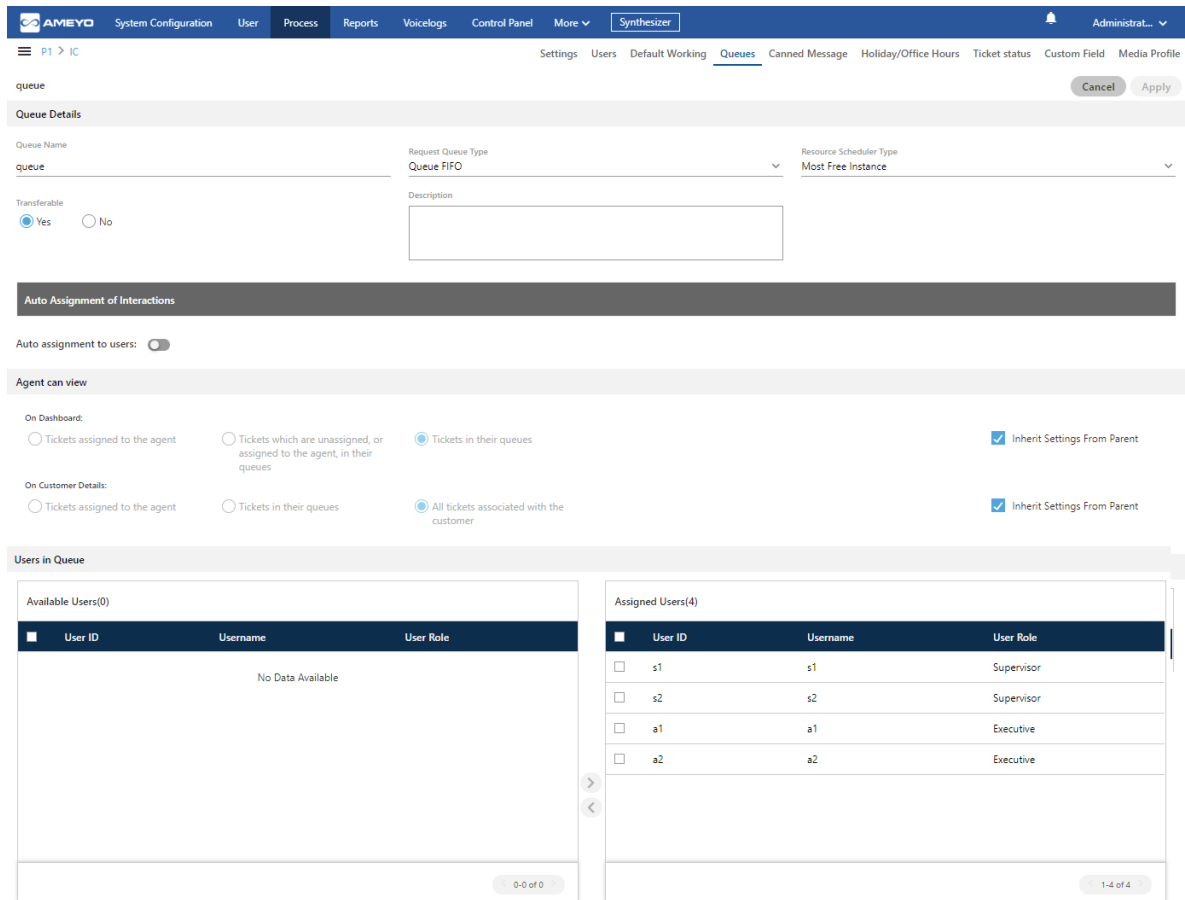 AMEYO System Configuration User Process Reports Voicelogs Control Panel More Synthesizer Administrat...
P1 > IC Settings Users Default Working Queues Canned Message Holiday/Office Hours Ticket status Custom Field Media Profile
queue Cancel Apply
Queue Details
Queue Name
queue
Request Queue Type
Queue FIFO
Resource Scheduler Type
Most Free Instance
Transferable
Yes No
Description
Auto Assignment of Interactions
Auto assignment to users:
Agent can view
On Dashboard:
Tickets assigned to the agent
Tickets which are unassigned, or
assigned to the agent, in their
queues
Tickets in their queues
Inherit Settings From Parent
On Customer Details:
Tickets assigned to the agent
Tickets in their queues
All tickets associated with the
customer
Inherit Settings From Parent
Users in Queue
Available Users(0)
User ID Username User Role
No Data Available
0-0 of 0
Assigned Users(4)
User ID Username User Role
s1 s1 Supervisor
s2 s2 Supervisor
a1 a1 Executive
a2 a2 Executive
1-4 of 4